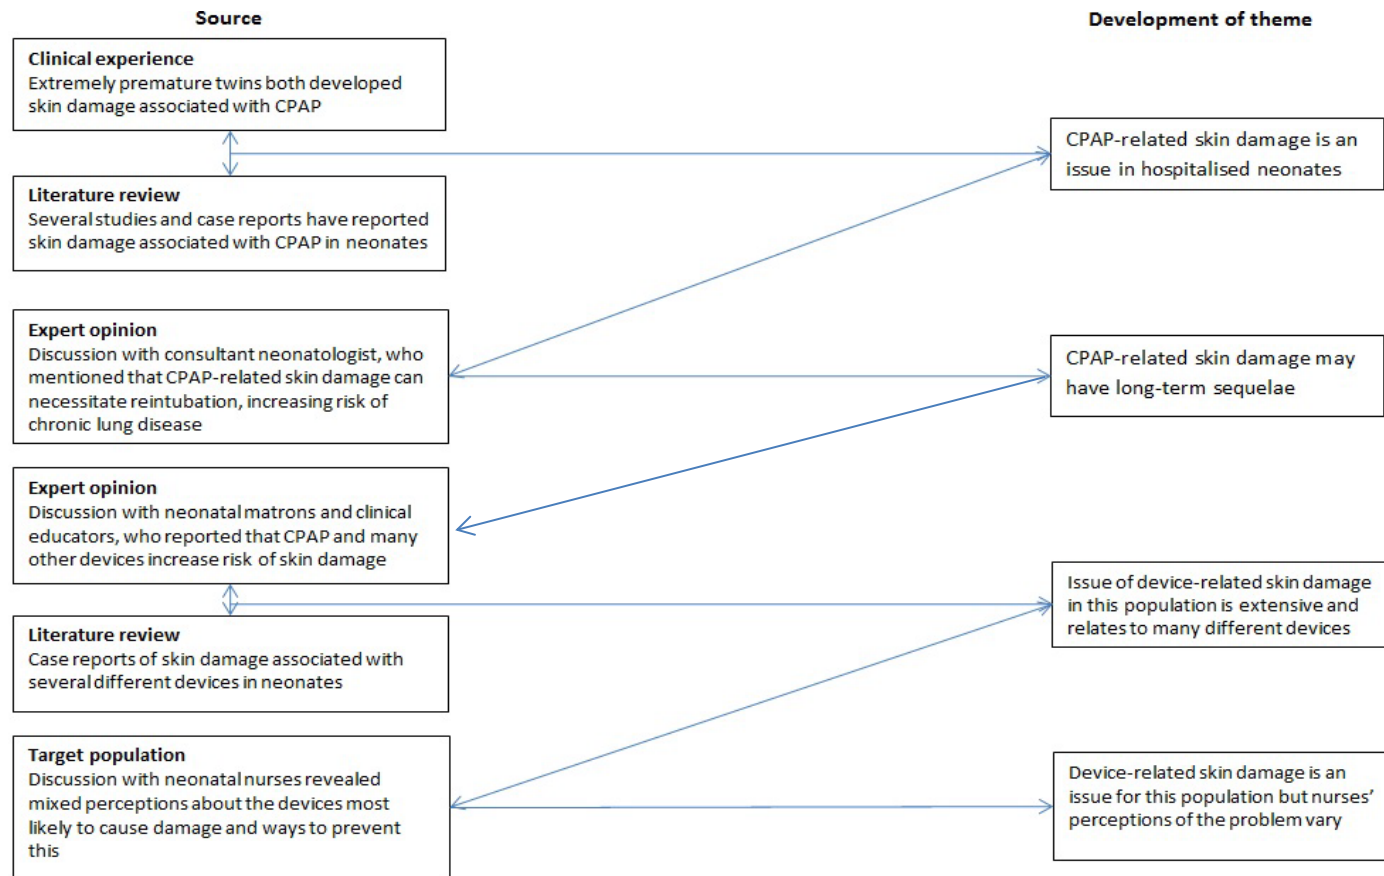 Source
Development of theme
Clinical experience
Extremely premature twins both developed
skin damage associated with CPAP
CPAP-related skin damage is an
issue in hospitalised neonates
Literature review
Several studies and case reports have reported
skin damage associated with CPAP in neonates
Expert opinion
Discussion with consultant neonatologist, who
mentioned that CPAP-related skin damage can
necessitate reintubation, increasing risk of
chronic lung disease
CPAP-related skin damage may
have long-term sequelae
Expert opinion
Discussion with neonatal matrons and clinical
educators, who reported that CPAP and many
other devices increase risk of skin damage
Issue of device-related skin damage
in this population is extensive and
relates to many different devices
Literature review
Case reports of skin damage associated with
several different devices in neonates
Target population
Discussion with neonatal nurses revealed
mixed perceptions about the devices most
likely to cause damage and ways to prevent
this
Device-related skin damage is an
issue for this population but nurses’
perceptions of the problem vary